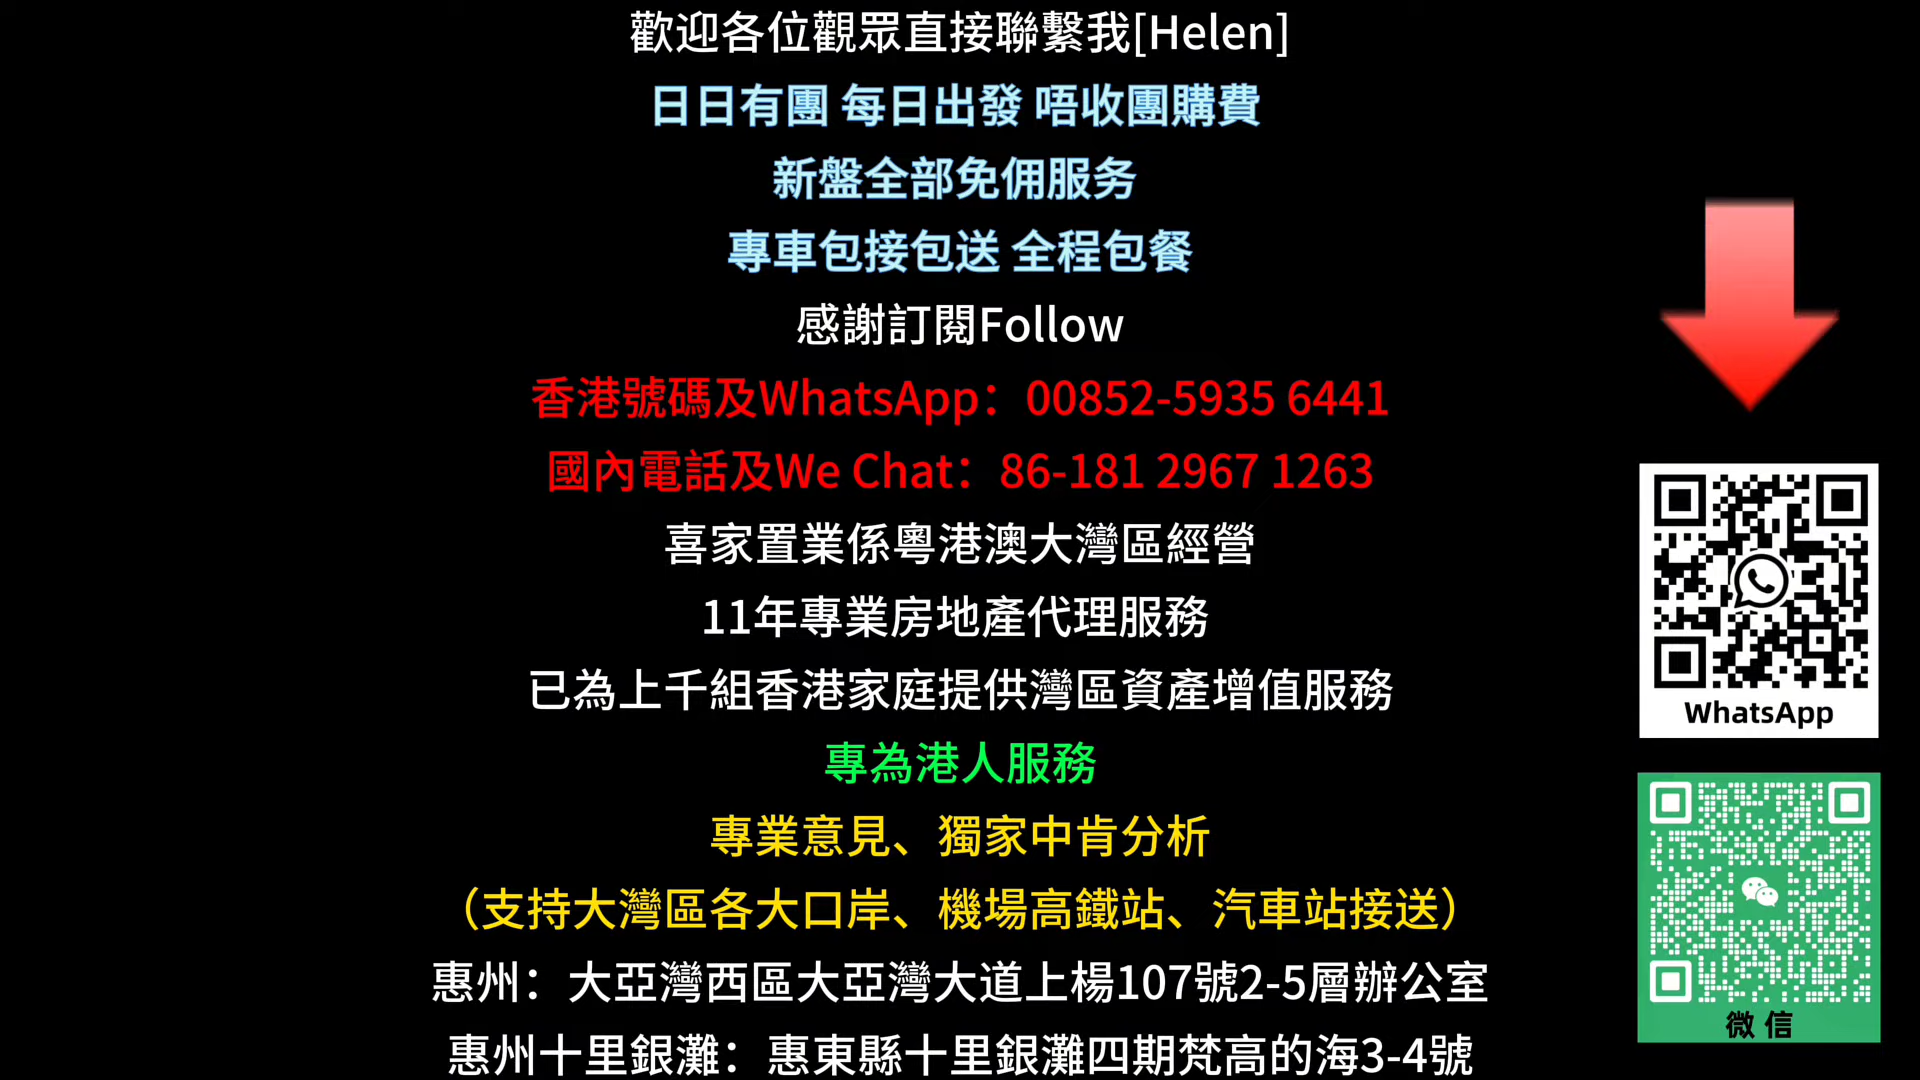 歡迎各位觀眾直接聯繫我[Helen]
日日有團 每日出發 唔收團購費
新盤全部免佣服务
專車包接包送 全程包餐
感謝訂閱Follow
香港號碼及WhatsApp：00852-5935 6441
國內電話及We Chat：86-181 2967 1263
喜家置業係粵港澳大灣區經營
11年專業房地產代理服務
已為上千組香港家庭提供灣區資產增值服務
專為港人服務
專業意見、獨家中肯分析
（支持大灣區各大口岸、機場高鐵站、汽車站接送）
惠州：大亞灣西區大亞灣大道上楊107號2-5層辦公室
惠州十里銀灘：惠東縣十里銀灘四期梵高的海3-4號
WhatsApp
微信